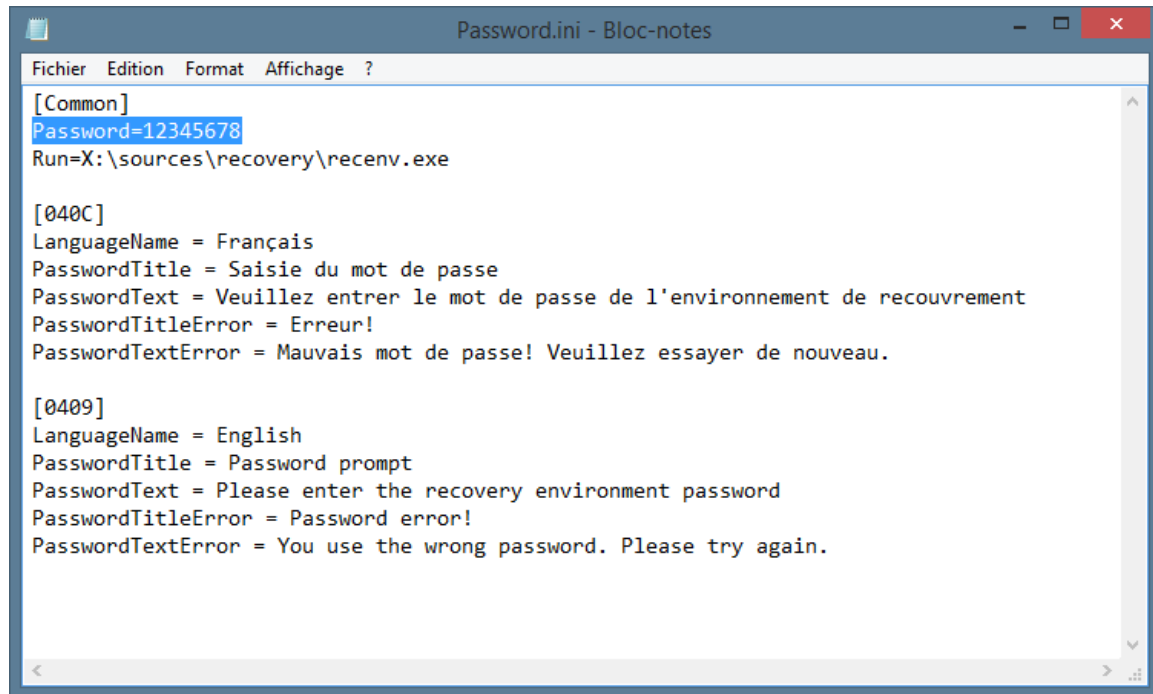 Password.ini - Bloc-notes
Fichier Edition Format Affichage ?
[Common]
Password=12345678
Run=X:\sources\recovery\recenv.exe
[040C]
LanguageName = Français
PasswordTitle = Saisie du mot de passe
PasswordText = Veuillez entrer le mot de passe de l'environnement de recouvrement
PasswordTitleError = Erreur!
PasswordTextError = Mauvais mot de passe! Veuillez essayer de nouveau.
[0409]
LanguageName = English
PasswordTitle = Password prompt
PasswordText = Please enter the recovery environment password
PasswordTitleError = Password error!
PasswordTextError = You use the wrong password. Please try again.